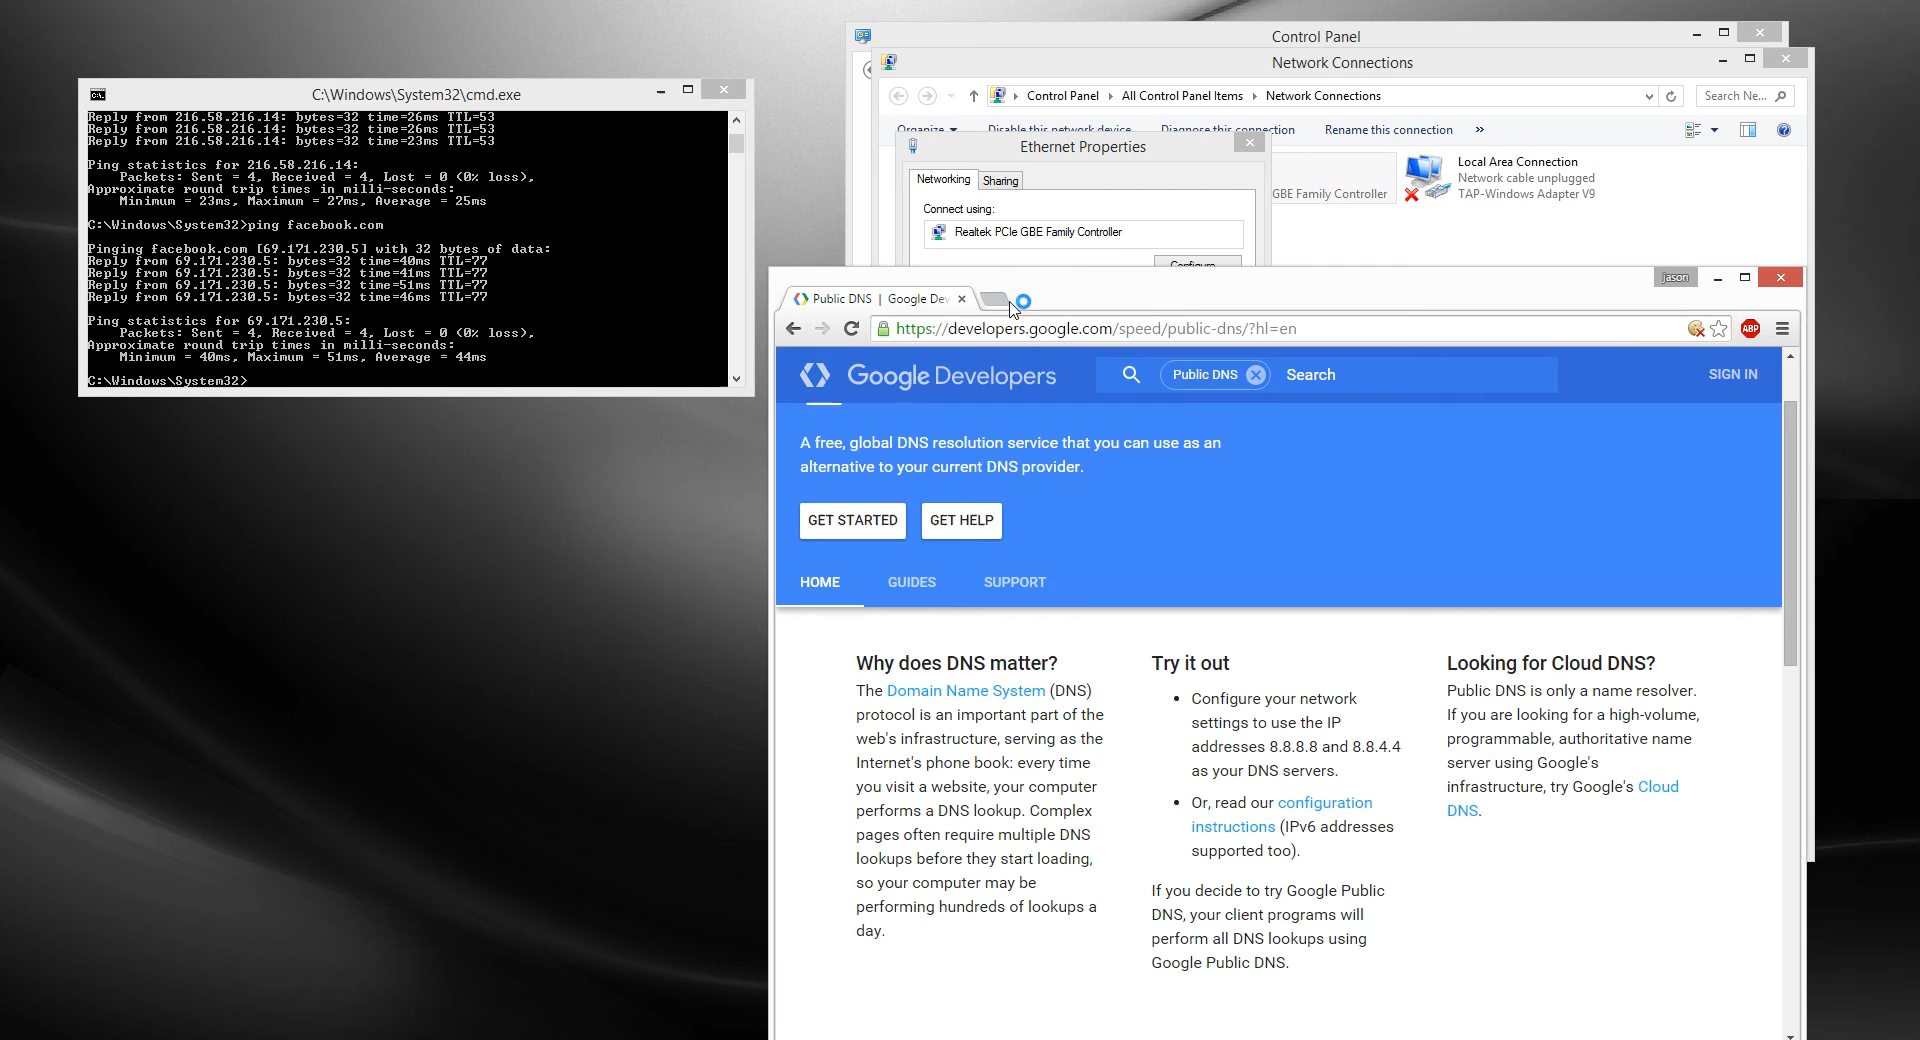 C:\Windows\System32\cmd.exe
Reply from 216.58.216.14: bytes=32 time=26ms TTL=53
Reply from 216.58.216.14: bytes=32 time=26ms TTL=53
Reply from 216.58.216.14: bytes=32 time=23ms TTL=53
Ping statistics for 216.58.216.14:
Packets: Sent = 4, Received = 4, Lost = 0 (0% loss),
Approximate round trip times in milli-seconds:
Minimum = 23ms, Maximum = 27ms, Average = 25ms
C:\Windows\System32>ping facebook.com
Pinging facebook.com [69.171.230.5] with 32 bytes of data:
Reply from 69.171.230.5: bytes=32 time=40ms TTL=77
Reply from 69.171.230.5: bytes=32 time=41ms TTL=77
Reply from 69.171.230.5: bytes=32 time=51ms TTL=77
Reply from 69.171.230.5: bytes=32 time=46ms TTL=77
Ping statistics for 69.171.230.5:
Packets: Sent = 4, Received = 4, Lost = 0 (0% loss),
Approximate round trip times in milli-seconds:
Minimum = 40ms, Maximum = 51ms, Average = 44ms
C:\Windows\System32>
Control Panel
Network Connections
Control Panel All Control Panel Items Network Connections Search Ne...
Organize Disable this network device Diagnose this connection Rename this connection »
Ethernet Properties
Networking Sharing
Connect using:
Realtek PCIe GBE Family Controller
Configure
GBE Family Controller
Local Area Connection
Network cable unplugged
TAP-Windows Adapter V9
jason
Public DNS | Google Dev
https://developers.google.com/speed/public-dns/?hl=en
ABP
Google Developers Public DNS Search SIGN IN
A free, global DNS resolution service that you can use as an
alternative to your current DNS provider.
GET STARTED GET HELP
HOME GUIDES SUPPORT
Why does DNS matter?
The Domain Name System (DNS)
protocol is an important part of the
web's infrastructure, serving as the
Internet's phone book: every time
you visit a website, your computer
performs a DNS lookup. Complex
pages often require multiple DNS
lookups before they start loading,
so your computer may be
performing hundreds of lookups a
day.
Try it out
• Configure your network
settings to use the IP
addresses 8.8.8.8 and 8.8.4.4
as your DNS servers.
• Or, read our configuration
instructions (IPv6 addresses
supported too).
If you decide to try Google Public
DNS, your client programs will
perform all DNS lookups using
Google Public DNS.
Looking for Cloud DNS?
Public DNS is only a name resolver.
If you are looking for a high-volume,
programmable, authoritative name
server using Google's
infrastructure, try Google's Cloud
DNS.